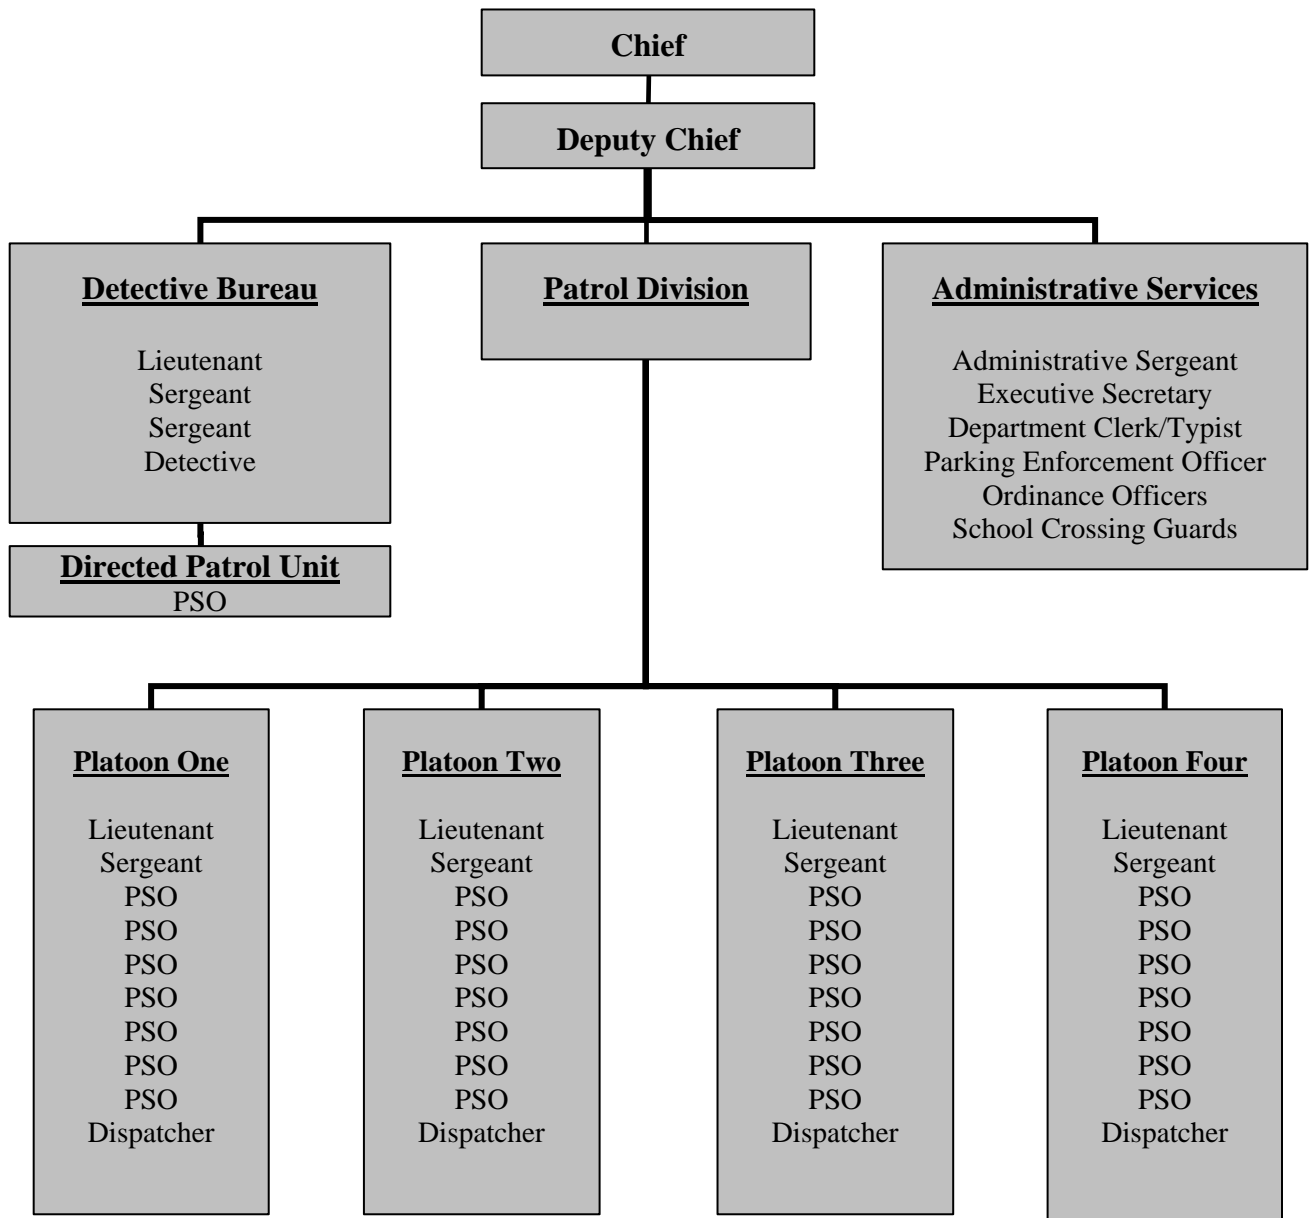 Chief
Deputy Chief
Detective Bureau
Lieutenant
Sergeant
Sergeant
Detective
Directed Patrol Unit
PSO
Patrol Division
Administrative Services
Administrative Sergeant
Executive Secretary
Department Clerk/Typist
Parking Enforcement Officer
Ordinance Officers
School Crossing Guards
Platoon One
Lieutenant
Sergeant
PSO
PSO
PSO
PSO
PSO
PSO
PSO
Dispatcher
Platoon Two
Lieutenant
Sergeant
PSO
PSO
PSO
PSO
PSO
PSO
PSO
Dispatcher
Platoon Three
Lieutenant
Sergeant
PSO
PSO
PSO
PSO
PSO
PSO
PSO
Dispatcher
Platoon Four
Lieutenant
Sergeant
PSO
PSO
PSO
PSO
PSO
PSO
PSO
Dispatcher